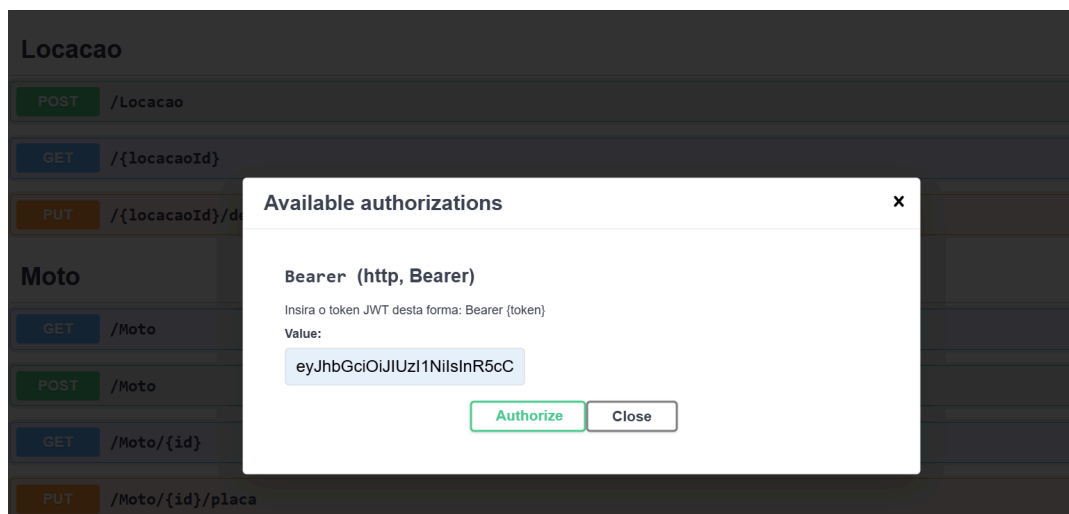 Locacao
POST /Locacao
GET /{locacaoId}
PUT /{locacaoId}/de
Available authorizations ×
Bearer (http, Bearer)
Insira o token JWT desta forma: Bearer {token}
Value:
eyJhbGciOiJIUzI1NiIsInR5cC
Authorize Close
Moto
GET /Moto
POST /Moto
GET /Moto/{id}
PUT /Moto/{id}/placa